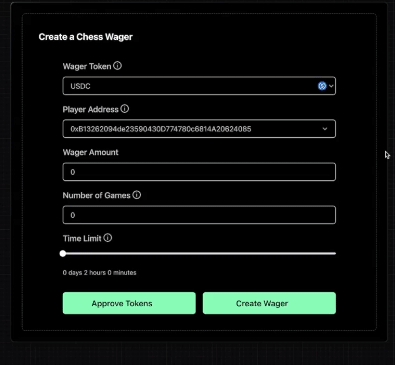 Create a Chess Wager
Wager Token
USDC
Player Address
0xB13262094de23590430D774780c6814A20624085
Wager Amount
0
Number of Games
0
Time Limit
0 days 2 hours 0 minutes
Approve Tokens Create Wager